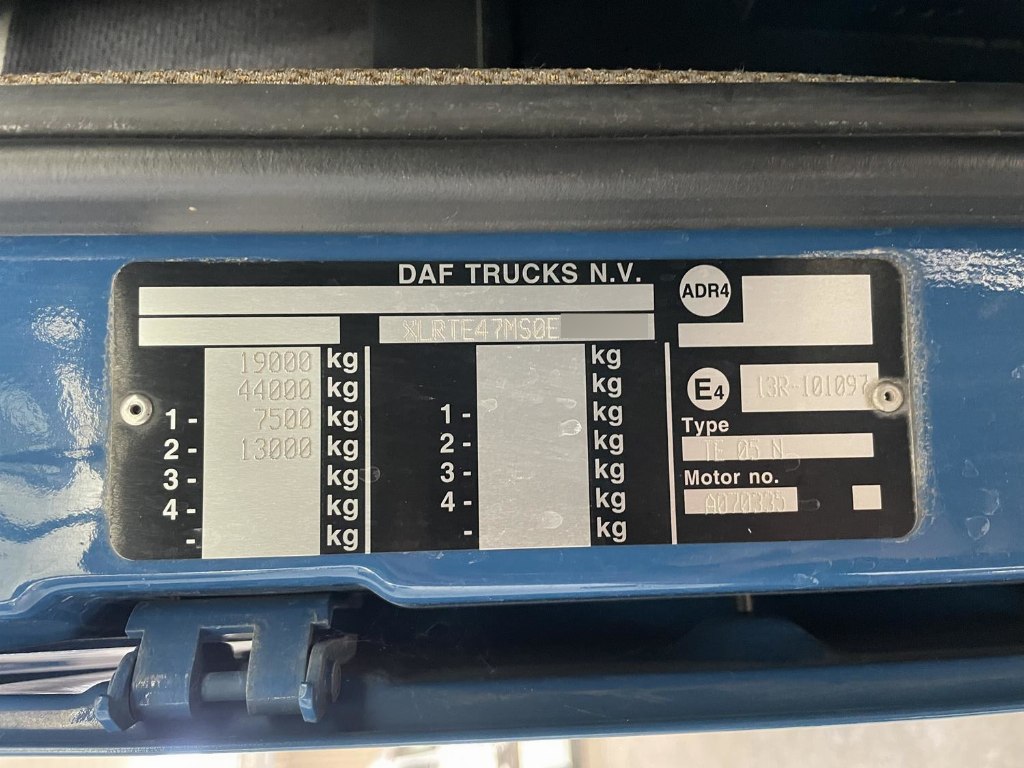 DAF TRUCKS N.V.
ADR4
XLRTE47MS0E
19000 kg kg
44000 kg kg
E4 13R-101097
1 - 7500 kg 1 - kg
Type
2 - 13000 kg 2 - kg
TE 05 N
3 - kg 3 - kg
Motor no.
4 - kg 4 - kg
A070335
- kg - kg